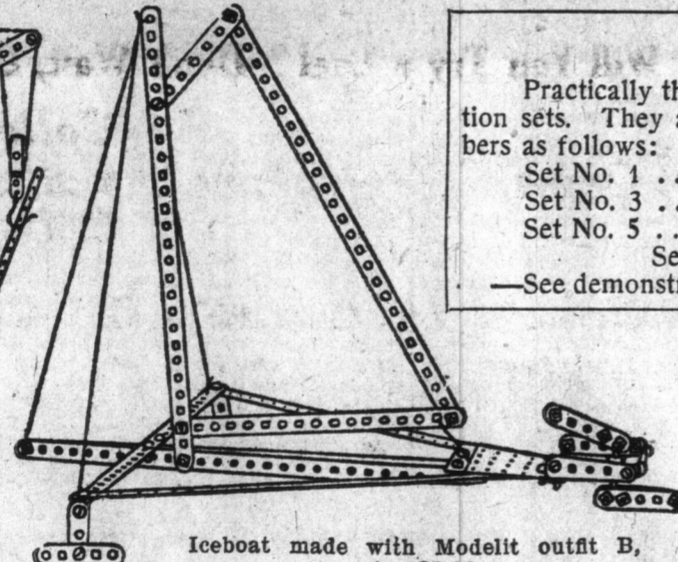 Practically th
tion sets. They a
bers as follows:
Set No. 1 . .
Set No. 3 . .
Set No. 5 . .
Se
—See demonstr
Iceboat made with Modelit outfit B,